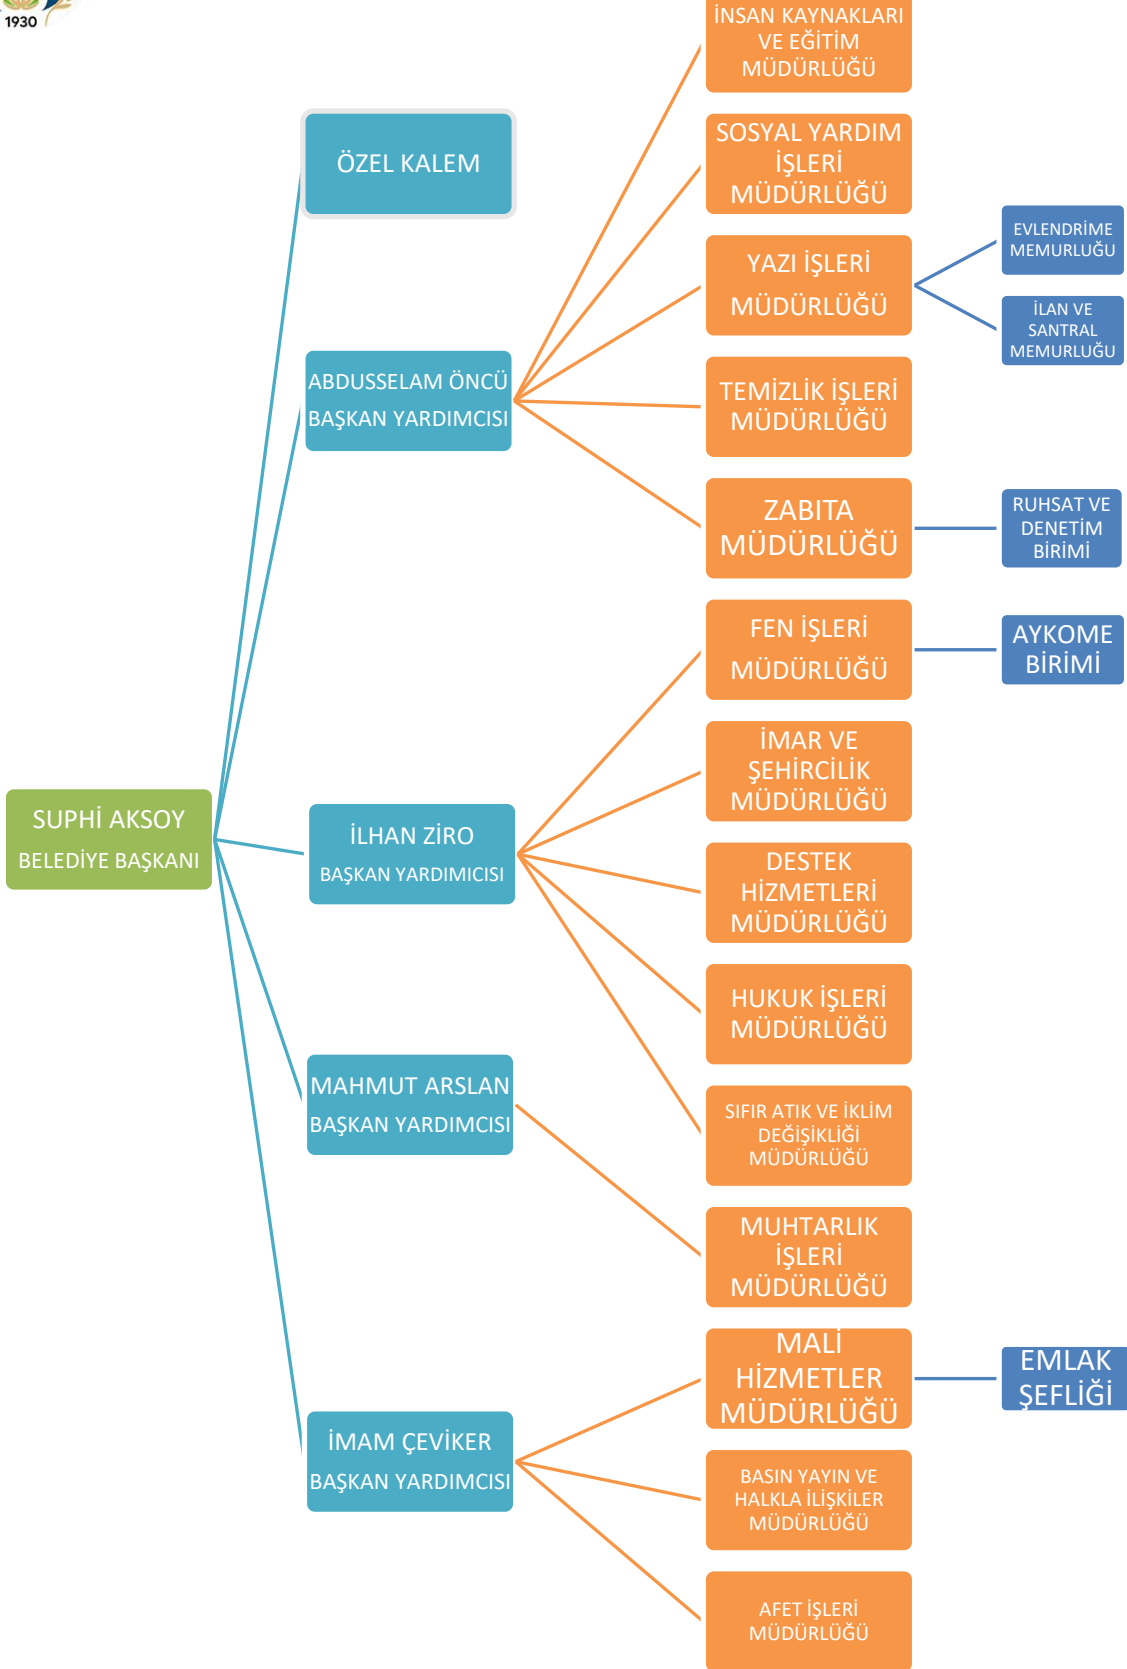 1930
İNSAN KAYNAKLARI
VE EĞİTİM
MÜDÜRLÜĞÜ
ÖZEL KALEM
SOSYAL YARDIM
İŞLERİ
MÜDÜRLÜĞÜ
YAZI İŞLERİ
MÜDÜRLÜĞÜ
EVLENDRİME
MEMURLUĞU
İLAN VE
SANTRAL
MEMURLUĞU
ABDUSSELAM ÖNCÜ
BAŞKAN YARDIMCISI
TEMİZLİK İŞLERİ
MÜDÜRLÜĞÜ
ZABITA
MÜDÜRLÜĞÜ
RUHSAT VE
DENETİM
BİRİMİ
FEN İŞLERİ
MÜDÜRLÜĞÜ
AYKOME
BİRİMİ
İMAR VE
ŞEHİRCİLİK
MÜDÜRLÜĞÜ
SUPHİ AKSOY
BELEDİYE BAŞKANI
İLHAN ZİRO
BAŞKAN YARDIMICISI
DESTEK
HİZMETLERİ
MÜDÜRLÜĞÜ
HUKUK İŞLERİ
MÜDÜRLÜĞÜ
MAHMUT ARSLAN
BAŞKAN YARDIMCISI
SIFIR ATIK VE İKLİM
DEĞİŞİKLİĞİ
MÜDÜRLÜĞÜ
MUHTARLIK
İŞLERİ
MÜDÜRLÜĞÜ
MALİ
HİZMETLER
MÜDÜRLÜĞÜ
EMLAK
ŞEFLİĞİ
İMAM ÇEVİKER
BAŞKAN YARDIMCISI
BASIN YAYIN VE
HALKLA İLİŞKİLER
MÜDÜRLÜĞÜ
AFET İŞLERİ
MÜDÜRLÜĞÜ